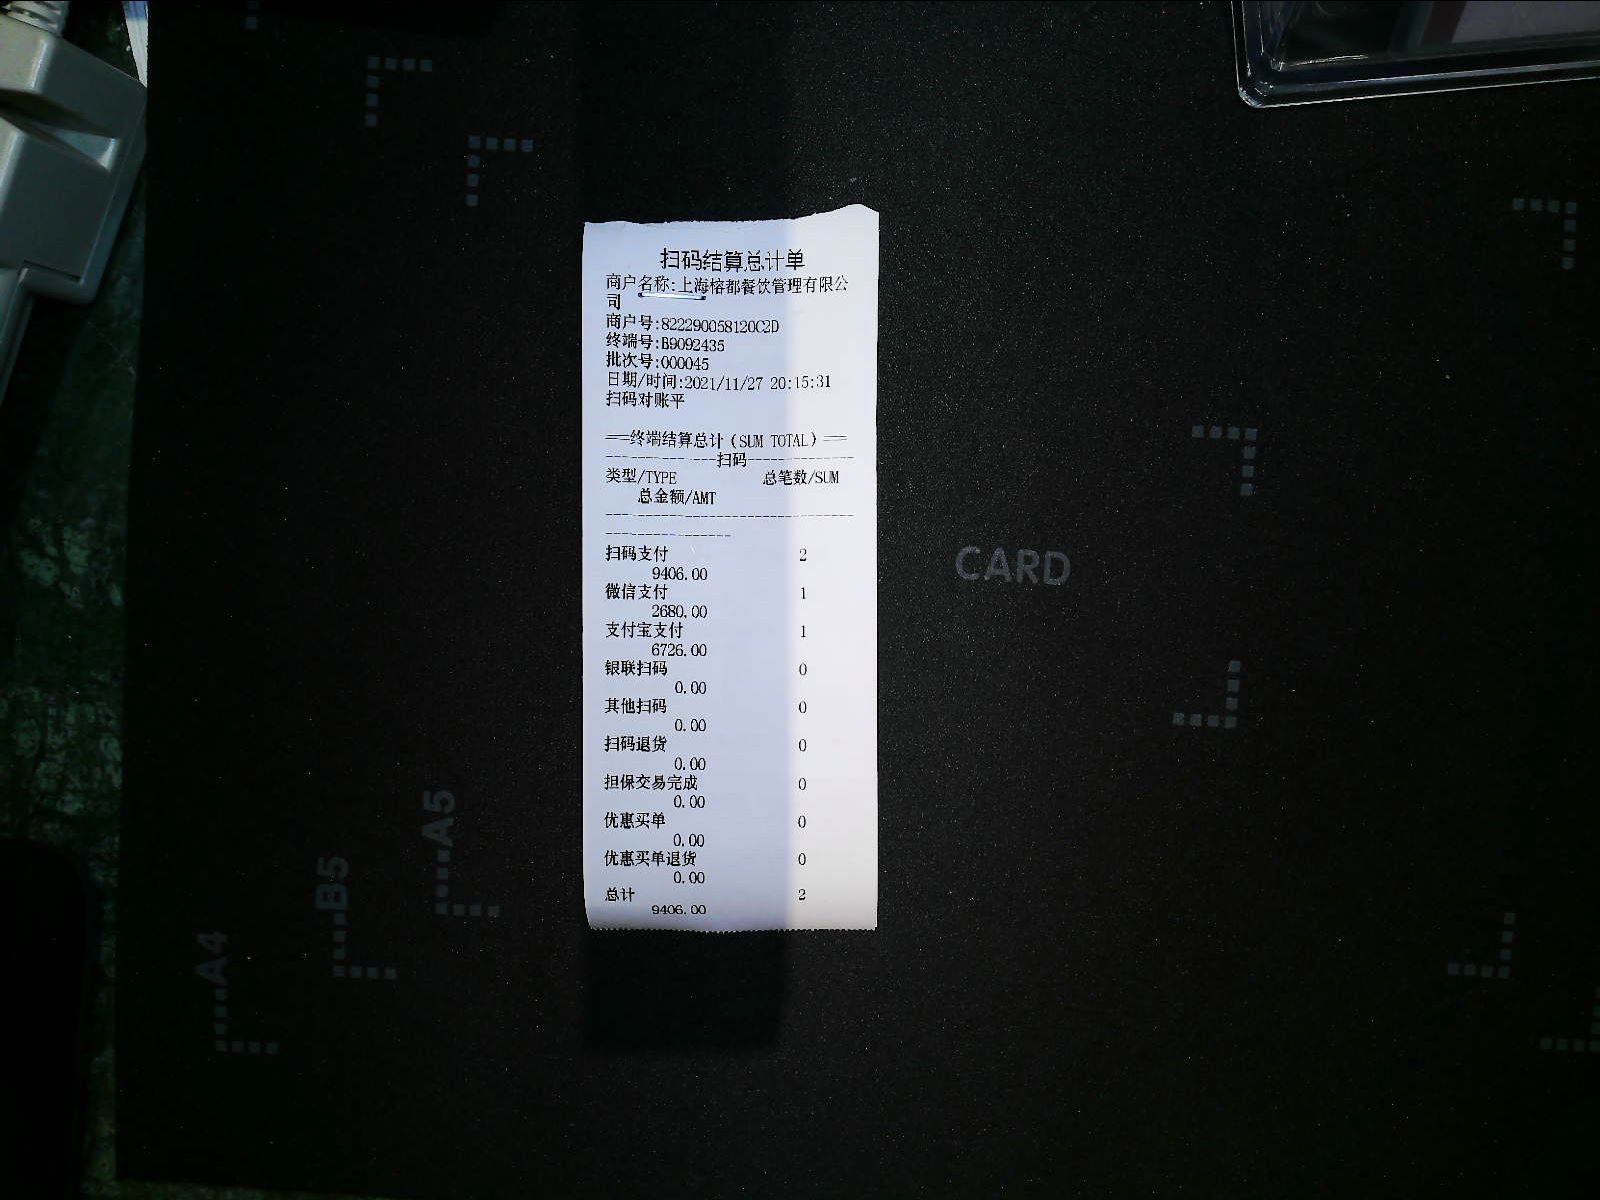 扫码结算总计单
商户名称:上海榕都餐饮管理有限公
司
商户号:822290058120C2D
终端号:B9092435
批次号:000045
日期/时间:2021/11/27 20:15:31
扫码对账平
==终端结算总计(SUM TOTAL)==
--------------扫码--------------
类型/TYPE 总笔数/SUM
总金额/AMT
--------------------------------
----------------
扫码支付 2
9406.00
微信支付 1
2680.00
支付宝支付 1
6726.00
银联扫码 0
0.00
其他扫码 0
0.00
扫码退货 0
0.00
担保交易完成 0
0.00
优惠买单 0
0.00
优惠买单退货 0
0.00
总计 2
9406.00
CARD
A5
B5
A4